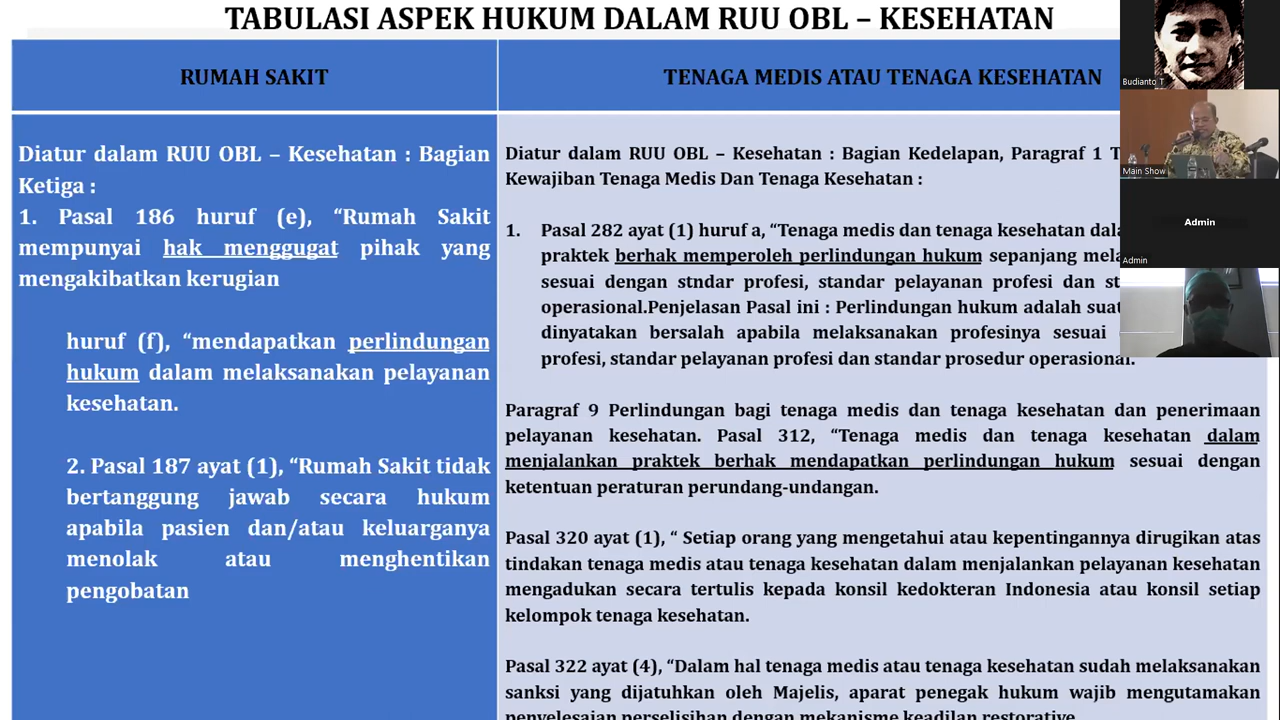 TABULASI ASPEK HUKUM DALAM RUU OBL – KESEHATAN
RUMAH SAKIT
Diatur dalam RUU OBL – Kesehatan : Bagian
Ketiga :
1. Pasal 186 huruf (e), “Rumah Sakit
mempunyai hak menggugat pihak yang
mengakibatkan kerugian
huruf (f), “mendapatkan perlindungan
hukum dalam melaksanakan pelayanan
kesehatan.
2. Pasal 187 ayat (1), “Rumah Sakit tidak
bertanggung jawab secara hukum
apabila pasien dan/atau keluarganya
menolak atau menghentikan
pengobatan
TENAGA MEDIS ATAU TENAGA KESEHATAN
Diatur dalam RUU OBL – Kesehatan : Bagian Kedelapan, Paragraf 1
Kewajiban Tenaga Medis Dan Tenaga Kesehatan :
1. Pasal 282 ayat (1) huruf a, “Tenaga medis dan tenaga kesehatan
praktek berhak memperoleh perlindungan hukum sepanjang
sesuai dengan stndar profesi, standar pelayanan profesi dan
operasional.Penjelasan Pasal ini : Perlindungan hukum adalah
dinyatakan bersalah apabila melaksanakan profesinya sesuai
profesi, standar pelayanan profesi dan standar prosedur operasional.
Paragraf 9 Perlindungan bagi tenaga medis dan tenaga kesehatan dan penerimaan
pelayanan kesehatan. Pasal 312, “Tenaga medis dan tenaga kesehatan dalam
menjalankan praktek berhak mendapatkan perlindungan hukum sesuai dengan
ketentuan peraturan perundang-undangan.
Pasal 320 ayat (1), “ Setiap orang yang mengetahui atau kepentingannya dirugikan atas
tindakan tenaga medis atau tenaga kesehatan dalam menjalankan pelayanan kesehatan
mengadukan secara tertulis kepada konsil kedokteran Indonesia atau konsil setiap
kelompok tenaga kesehatan.
Pasal 322 ayat (4), “Dalam hal tenaga medis atau tenaga kesehatan sudah melaksanakan
sanksi yang dijatuhkan oleh Majelis, aparat penegak hukum wajib mengutamakan
penyelesaian perselisihan dengan mekanisme keadilan restorative
Budianto T
Main Show
Admin
Admin